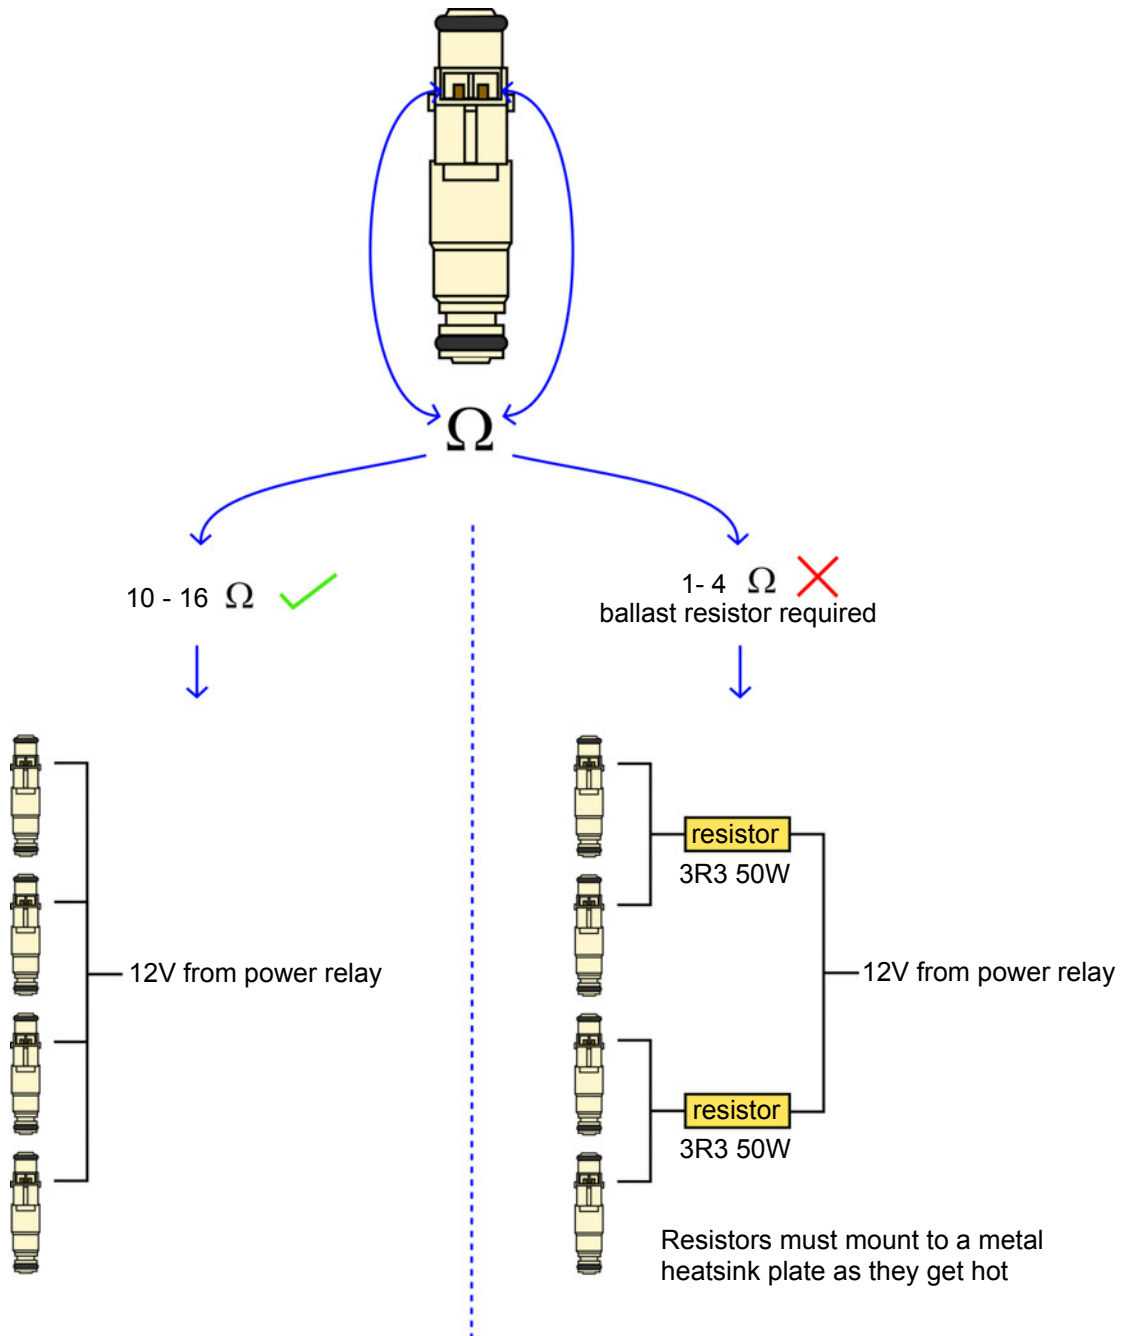 Ω
10 - 16 Ω
1- 4 Ω
ballast resistor required
12V from power relay
resistor
3R3 50W
12V from power relay
resistor
3R3 50W
Resistors must mount to a metal
heatsink plate as they get hot